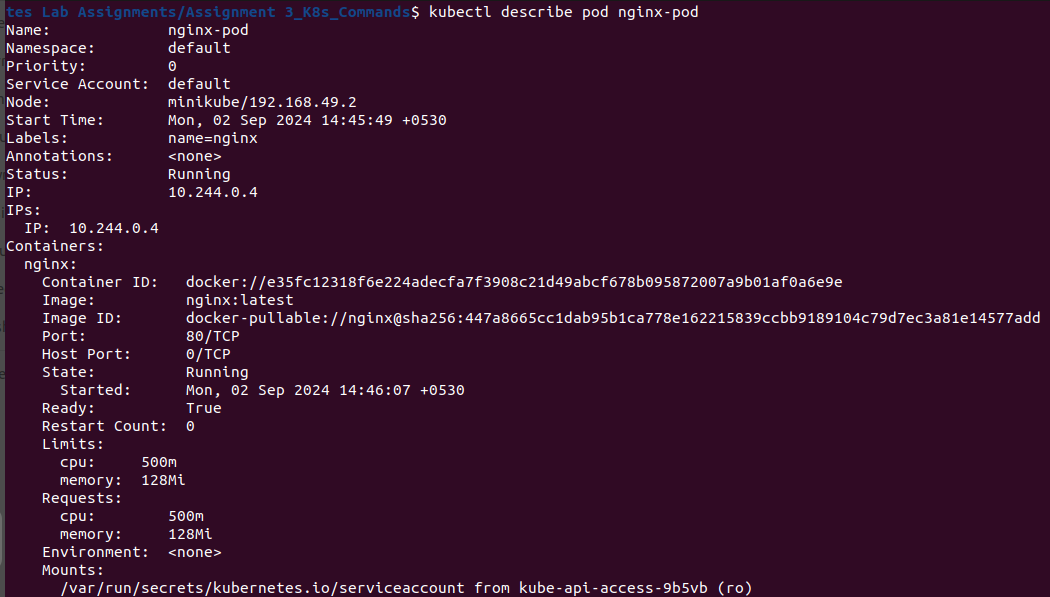 tes Lab Assignments/Assignment 3_K8s_Commands$ kubectl describe pod nginx-pod
Name:             nginx-pod
Namespace:        default
Priority:         0
Service Account:  default
Node:             minikube/192.168.49.2
Start Time:       Mon, 02 Sep 2024 14:45:49 +0530
Labels:           name=nginx
Annotations:      <none>
Status:           Running
IP:               10.244.0.4
IPs:
  IP:  10.244.0.4
Containers:
  nginx:
    Container ID:   docker://e35fc12318f6e224adecfa7f3908c21d49abcf678b095872007a9b01af0a6e9e
    Image:          nginx:latest
    Image ID:       docker-pullable://nginx@sha256:447a8665cc1dab95b1ca778e162215839ccbb9189104c79d7ec3a81e14577add
    Port:           80/TCP
    Host Port:      0/TCP
    State:          Running
      Started:      Mon, 02 Sep 2024 14:46:07 +0530
    Ready:          True
    Restart Count:  0
    Limits:
      cpu:     500m
      memory:  128Mi
    Requests:
      cpu:        500m
      memory:     128Mi
    Environment:  <none>
    Mounts:
      /var/run/secrets/kubernetes.io/serviceaccount from kube-api-access-9b5vb (ro)